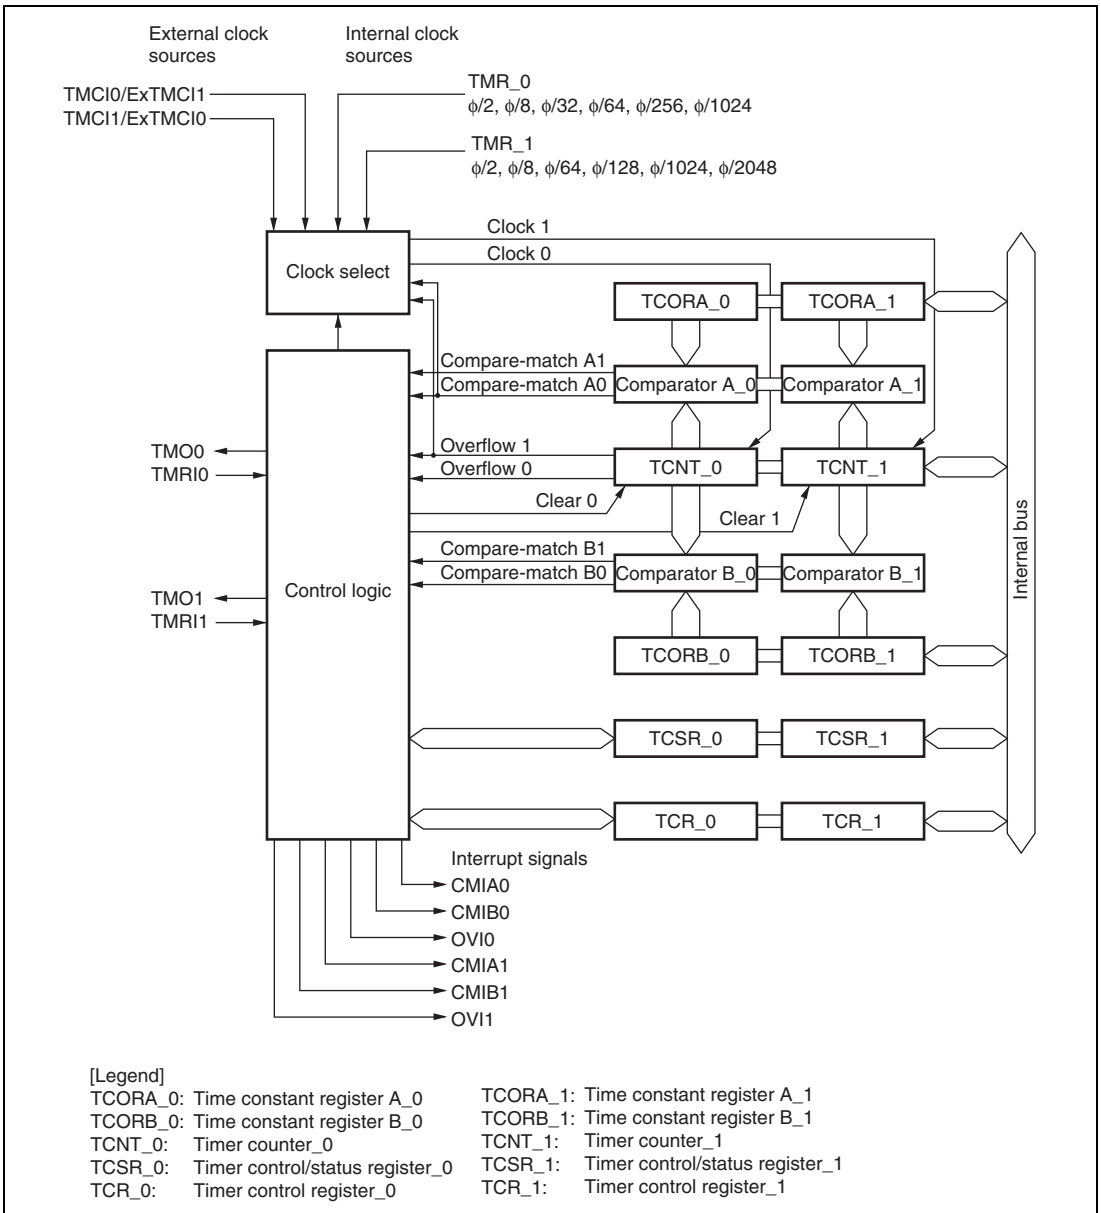 External clock
sources
Internal clock
sources
TMCI0/ExTMCI1
TMCI1/ExTMCI0
TMR_0
ϕ/2, ϕ/8, ϕ/32, ϕ/64, ϕ/256, ϕ/1024
TMR_1
ϕ/2, ϕ/8, ϕ/64, ϕ/128, ϕ/1024, ϕ/2048
Clock 1
Clock 0
Clock select
TCORA_0
TCORA_1
Compare-match A1
Compare-match A0
Comparator A_0
Comparator A_1
TMO0
TMRI0
Overflow 1
Overflow 0
TCNT_0
TCNT_1
Clear 0
Clear 1
Internal bus
Compare-match B1
Compare-match B0
Comparator B_0
Comparator B_1
Control logic
TMO1
TMRI1
TCORB_0
TCORB_1
TCSR_0
TCSR_1
TCR_0
TCR_1
Interrupt signals
CMIA0
CMIB0
OVI0
CMIA1
CMIB1
OVI1
[Legend]
TCORA_0: Time constant register A_0
TCORB_0: Time constant register B_0
TCNT_0: Timer counter_0
TCSR_0: Timer control/status register_0
TCR_0: Timer control register_0
TCORA_1: Time constant register A_1
TCORB_1: Time constant register B_1
TCNT_1: Timer counter_1
TCSR_1: Timer control/status register_1
TCR_1: Timer control register_1